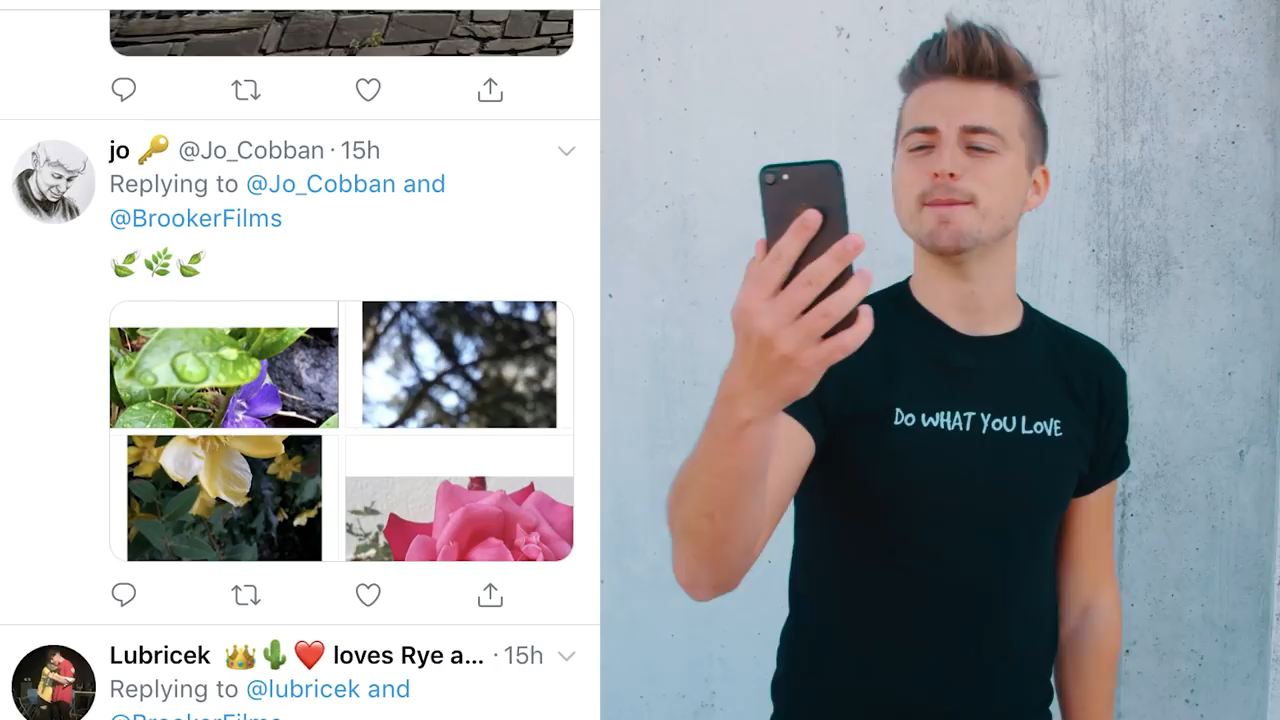 jo 🔑 @Jo_Cobban · 15h
Replying to @Jo_Cobban and
@BrookerFilms
🌿🌿🌿
Lubricek 👑🌵❤️ loves Rye a... · 15h
Replying to @lubricek and
@BrookerFilms
DO WHAT YOU LOVE